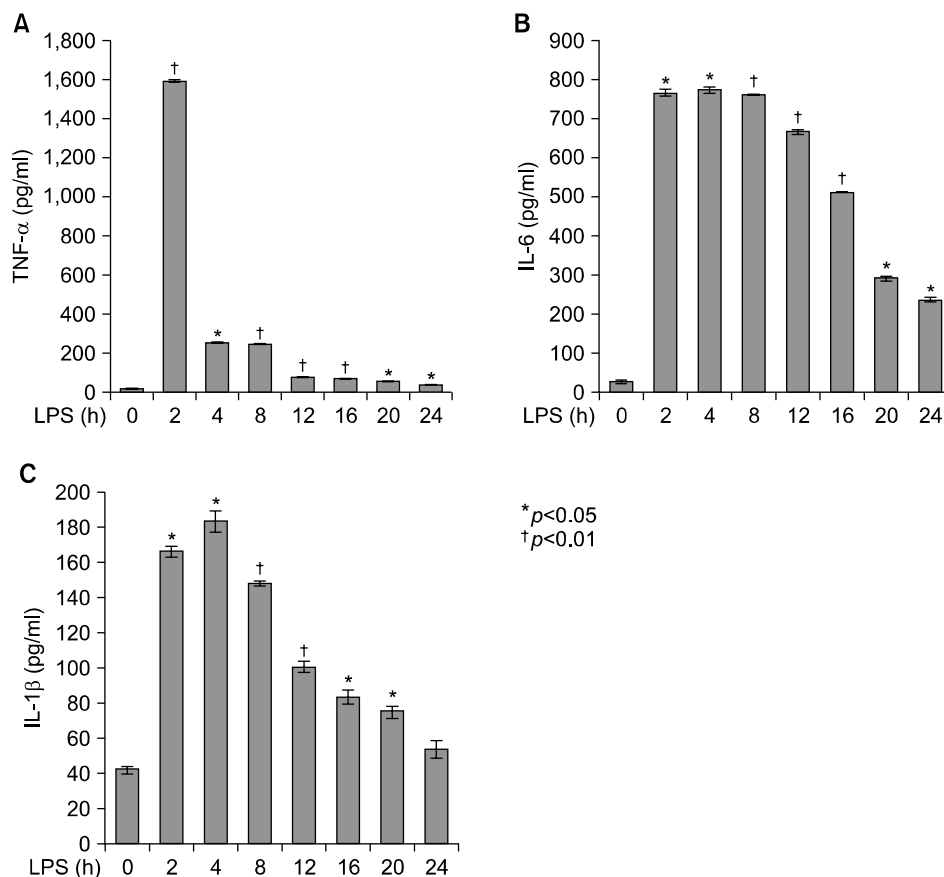 A
TNF-α (pg/ml)
1,800
1,600
1,400
1,200
1,000
800
600
400
200
0
† * † † † * *
LPS (h) 0 2 4 8 12 16 20 24
B
IL-6 (pg/ml)
900
800
700
600
500
400
300
200
100
0
* * † † † * *
LPS (h) 0 2 4 8 12 16 20 24
C
IL-1β (pg/ml)
200
180
160
140
120
100
80
60
40
20
0
* * † † * *
LPS (h) 0 2 4 8 12 16 20 24
*p<0.05
†p<0.01